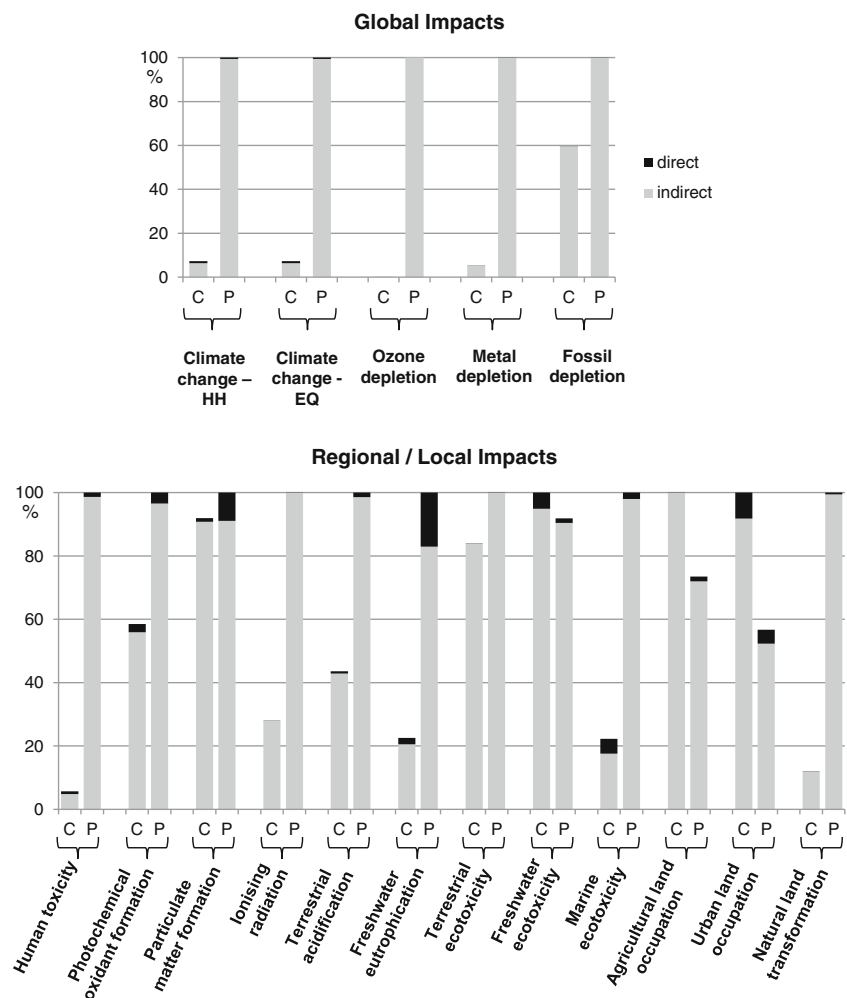 Global Impacts
100
%
80
60
40
20
0
direct
indirect
C P C P C P C P C P
Climate change – HH
Climate change - EQ
Ozone depletion
Metal depletion
Fossil depletion
Regional / Local Impacts
100
%
80
60
40
20
0
C P C P C P C P C P C P C P C P C P C P C P C P
Human toxicity
Photochemical
oxidant formation
Particulate
matter formation
Ionising
radiation
Terrestrial
acidification
Freshwater
eutrophication
Terrestrial
ecotoxicity
Freshwater
ecotoxicity
Marine
ecotoxicity
Agricultural land
occupation
Urban land
occupation
Natural land
transformation